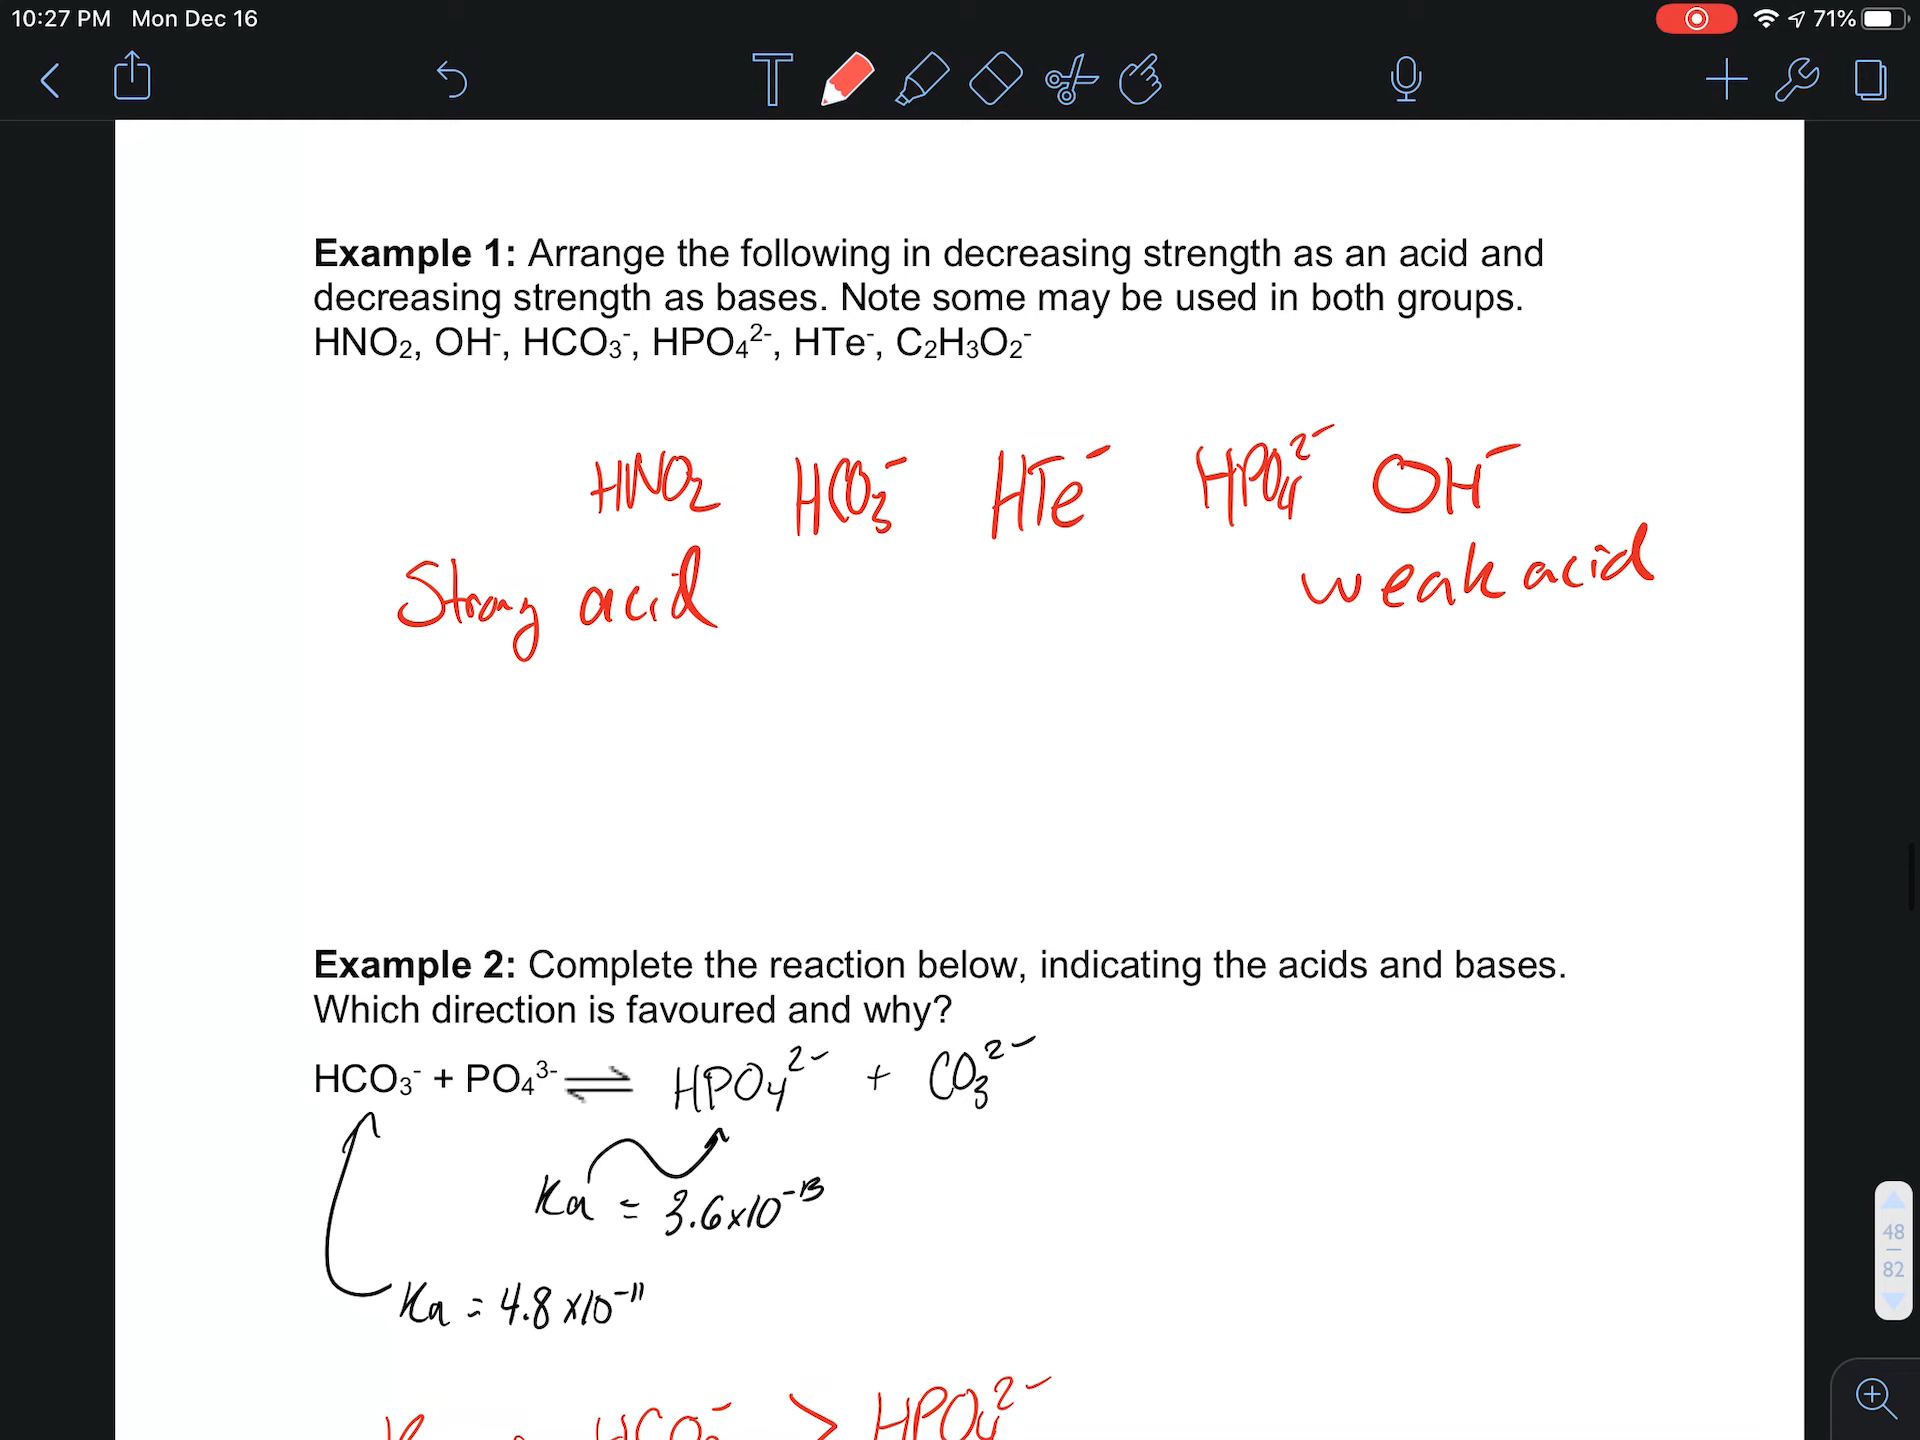 10:27 PM Mon Dec 16
71%
T
Example 1: Arrange the following in decreasing strength as an acid and
decreasing strength as bases. Note some may be used in both groups.
HNO₂, OH⁻, HCO₃⁻, HPO₄²⁻, HTe⁻, C₂H₃O₂⁻
HNO₂ HCO₃⁻ HTe⁻ HPO₄²⁻ OH⁻
Strong acid weak acid
Example 2: Complete the reaction below, indicating the acids and bases.
Which direction is favoured and why?
HCO₃⁻ + PO₄³⁻ ⇌ HPO₄²⁻ + CO₃²⁻
Ka = 3.6x10⁻¹³
Ka = 4.8x10⁻¹¹
HCO₃⁻ > HPO₄²⁻
48
82